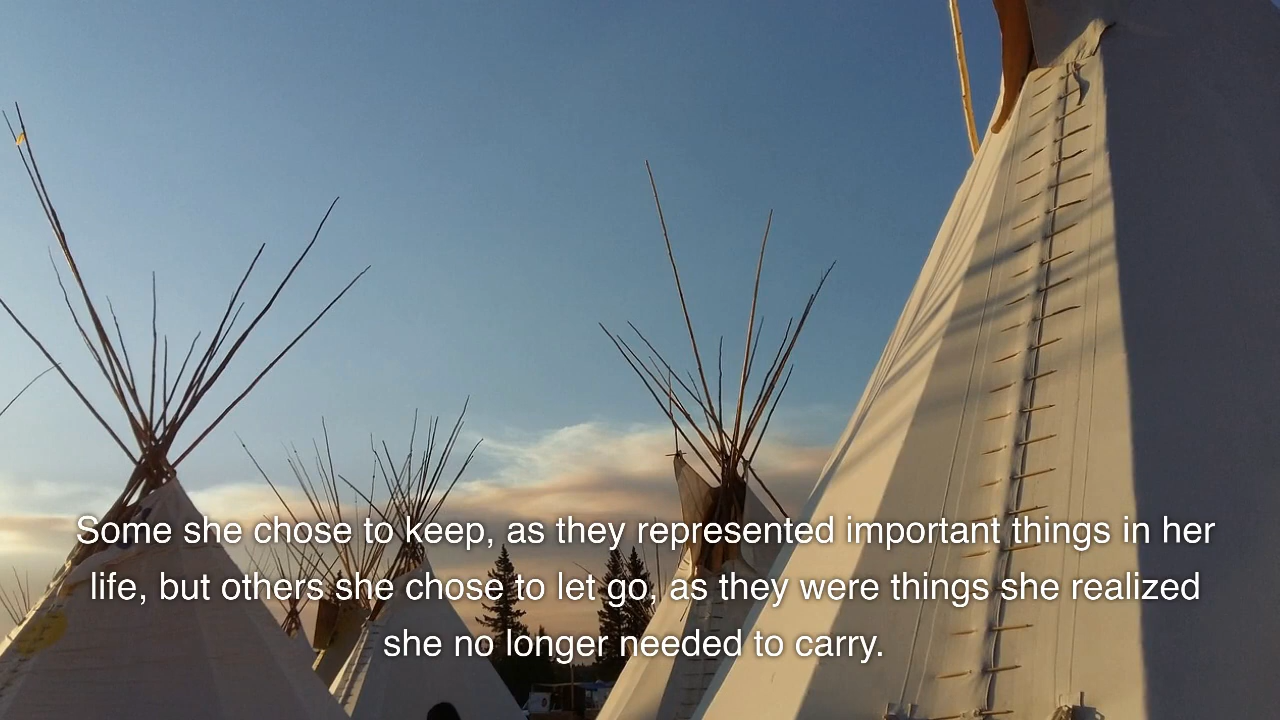 Some she chose to keep, as they represented important things in her
life, but others she chose to let go, as they were things she realized
she no longer needed to carry.